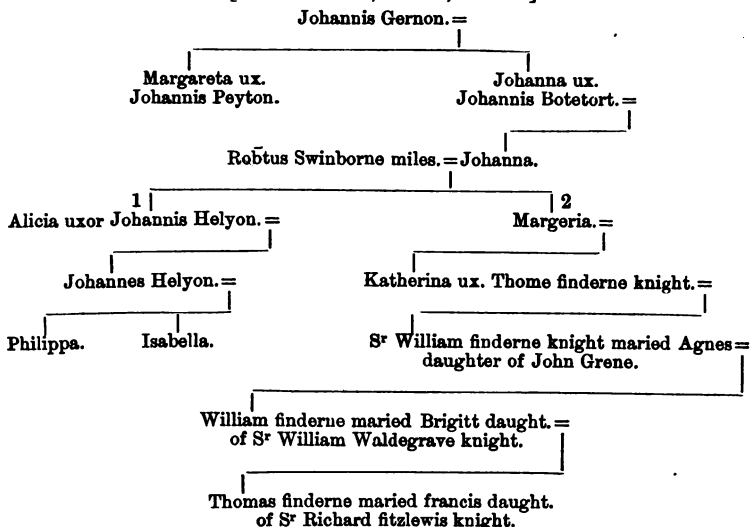 Johannis Gernon.=
Margareta ux.
Johannis Peyton.
Johanna ux.
Johannis Botetort.=
Rob̄tus Swinborne miles.=Johanna.
1
Alicia uxor Johannis Helyon.=
2
Margeria.=
Johannes Helyon.=
Katherina ux. Thome finderne knight.=
Philippa.
Isabella.
Sʳ William finderne knight maried Agnes=
daughter of John Grene.
William finderne maried Brigitt daught.=
of Sʳ William Waldegrave knight.
Thomas finderne maried francis daught.
of Sʳ Richard fitzlewis knight.